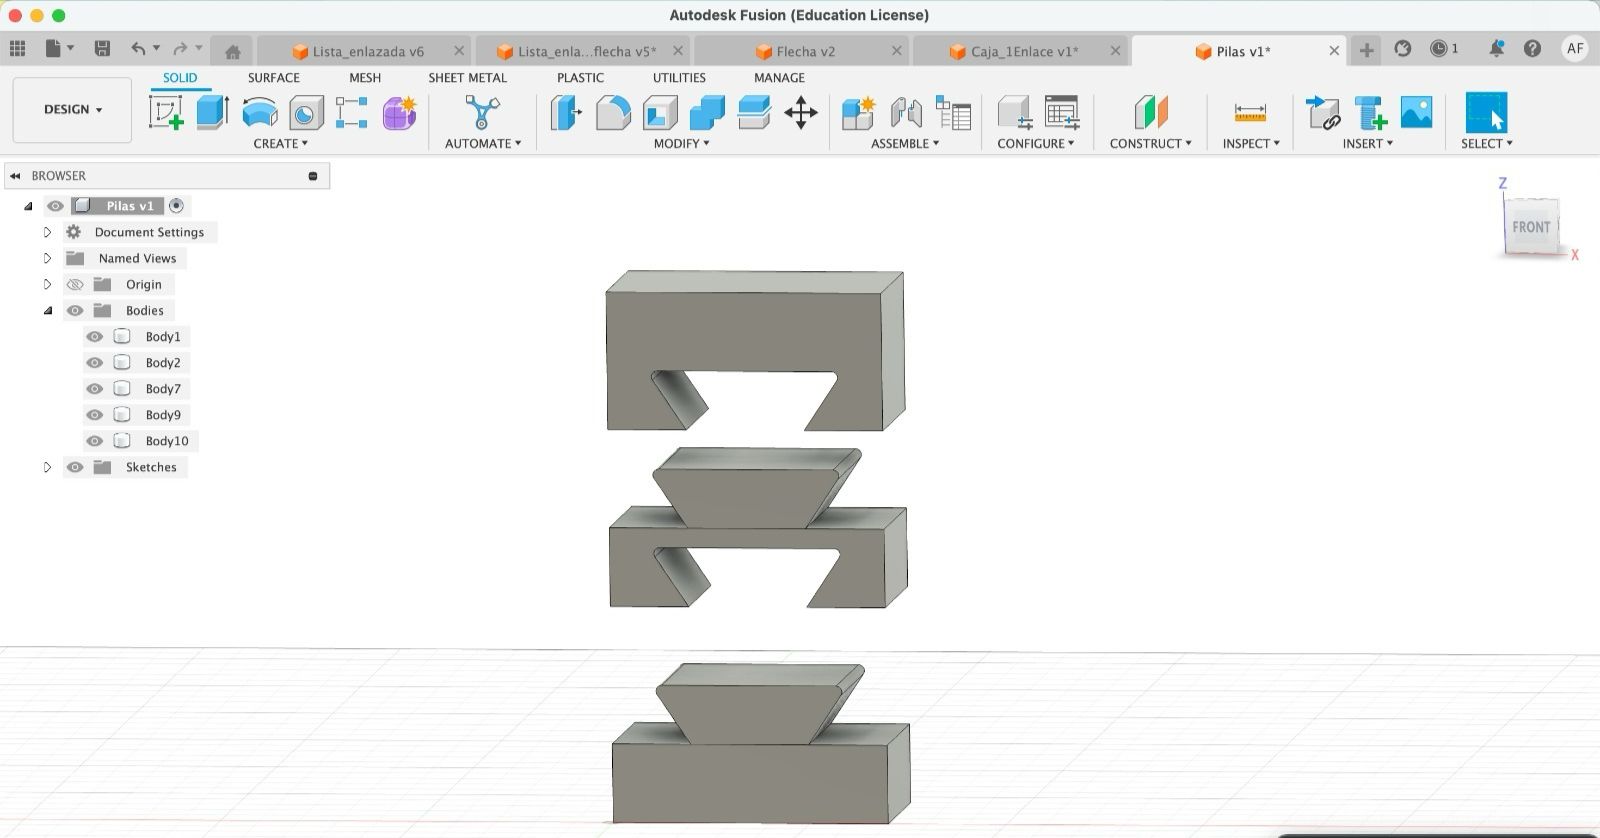 Autodesk Fusion (Education License)
Lista_enlazada v6
Lista_enla...flecha v5*
Flecha v2
Caja_1Enlace v1*
Pilas v1*
1
AF
SOLID
SURFACE
MESH
SHEET METAL
PLASTIC
UTILITIES
MANAGE
DESIGN
CREATE
AUTOMATE
MODIFY
ASSEMBLE
CONFIGURE
CONSTRUCT
INSPECT
INSERT
SELECT
BROWSER
Pilas v1
Document Settings
Named Views
Origin
Bodies
Body1
Body2
Body7
Body9
Body10
Sketches
Z
FRONT
X